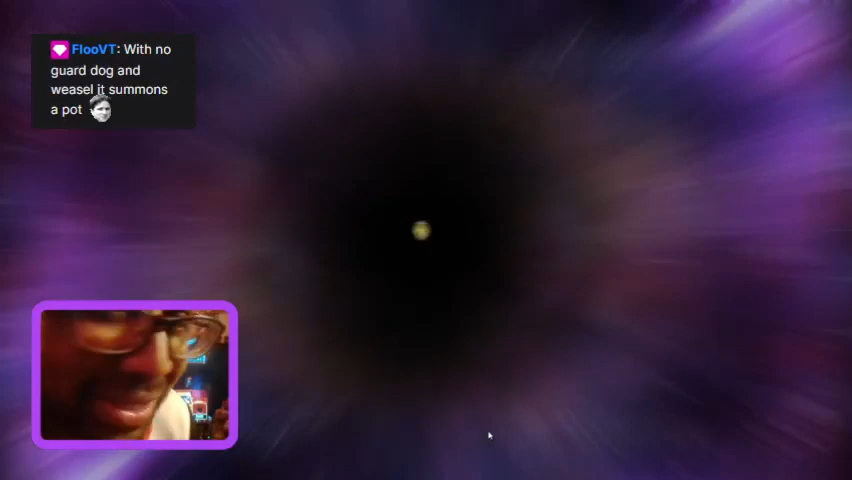 FlooVT: With no
guard dog and
weasel it summons
a pot